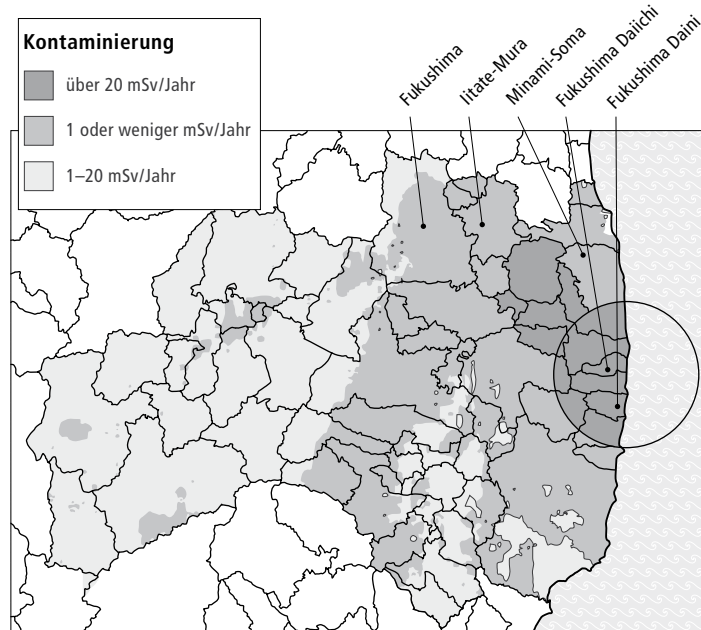 Kontaminierung
über 20 mSv/Jahr
1 oder weniger mSv/Jahr
1–20 mSv/Jahr
Fukushima
Iitate-Mura
Minami-Soma
Fukushima Daiichi
Fukushima Daini